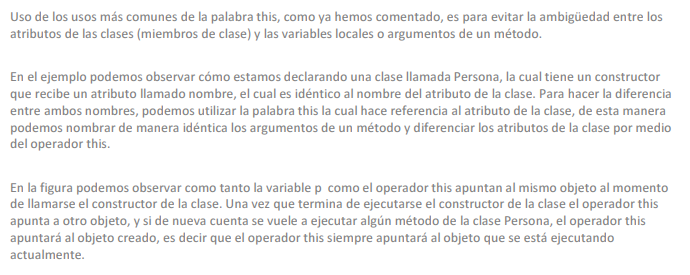 Uso de los usos más comunes de la palabra this, como ya hemos comentado, es para evitar la ambigüedad entre los
atributos de las clases (miembros de clase) y las variables locales o argumentos de un método.
En el ejemplo podemos observar cómo estamos declarando una clase llamada Persona, la cual tiene un constructor
que recibe un atributo llamado nombre, el cual es idéntico al nombre del atributo de la clase. Para hacer la diferencia
entre ambos nombres, podemos utilizar la palabra this la cual hace referencia al atributo de la clase, de esta manera
podemos nombrar de manera idéntica los argumentos de un método y diferenciar los atributos de la clase por medio
del operador this.
En la figura podemos observar como tanto la variable p como el operador this apuntan al mismo objeto al momento
de llamarse el constructor de la clase. Una vez que termina de ejecutarse el constructor de la clase el operador this
apunta a otro objeto, y si de nueva cuenta se vuelve a ejecutar algún método de la clase Persona, el operador this
apuntará al objeto creado, es decir que el operador this siempre apuntará al objeto que se está ejecutando
actualmente.